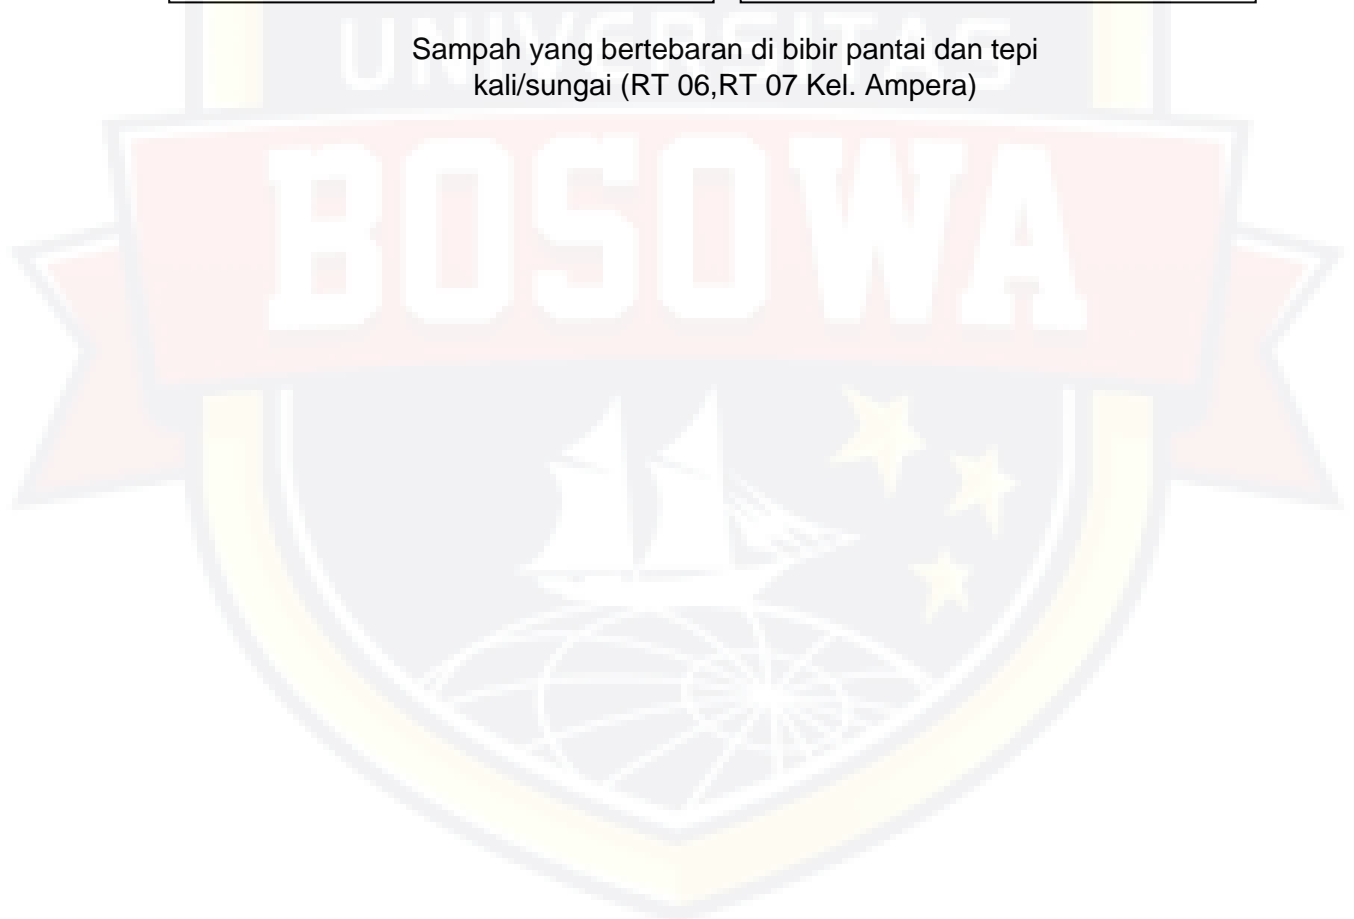 UNIVERSITAS
Sampah yang bertebaran di bibir pantai dan tepi
kali/sungai (RT 06,RT 07 Kel. Ampera)
BOSOWA